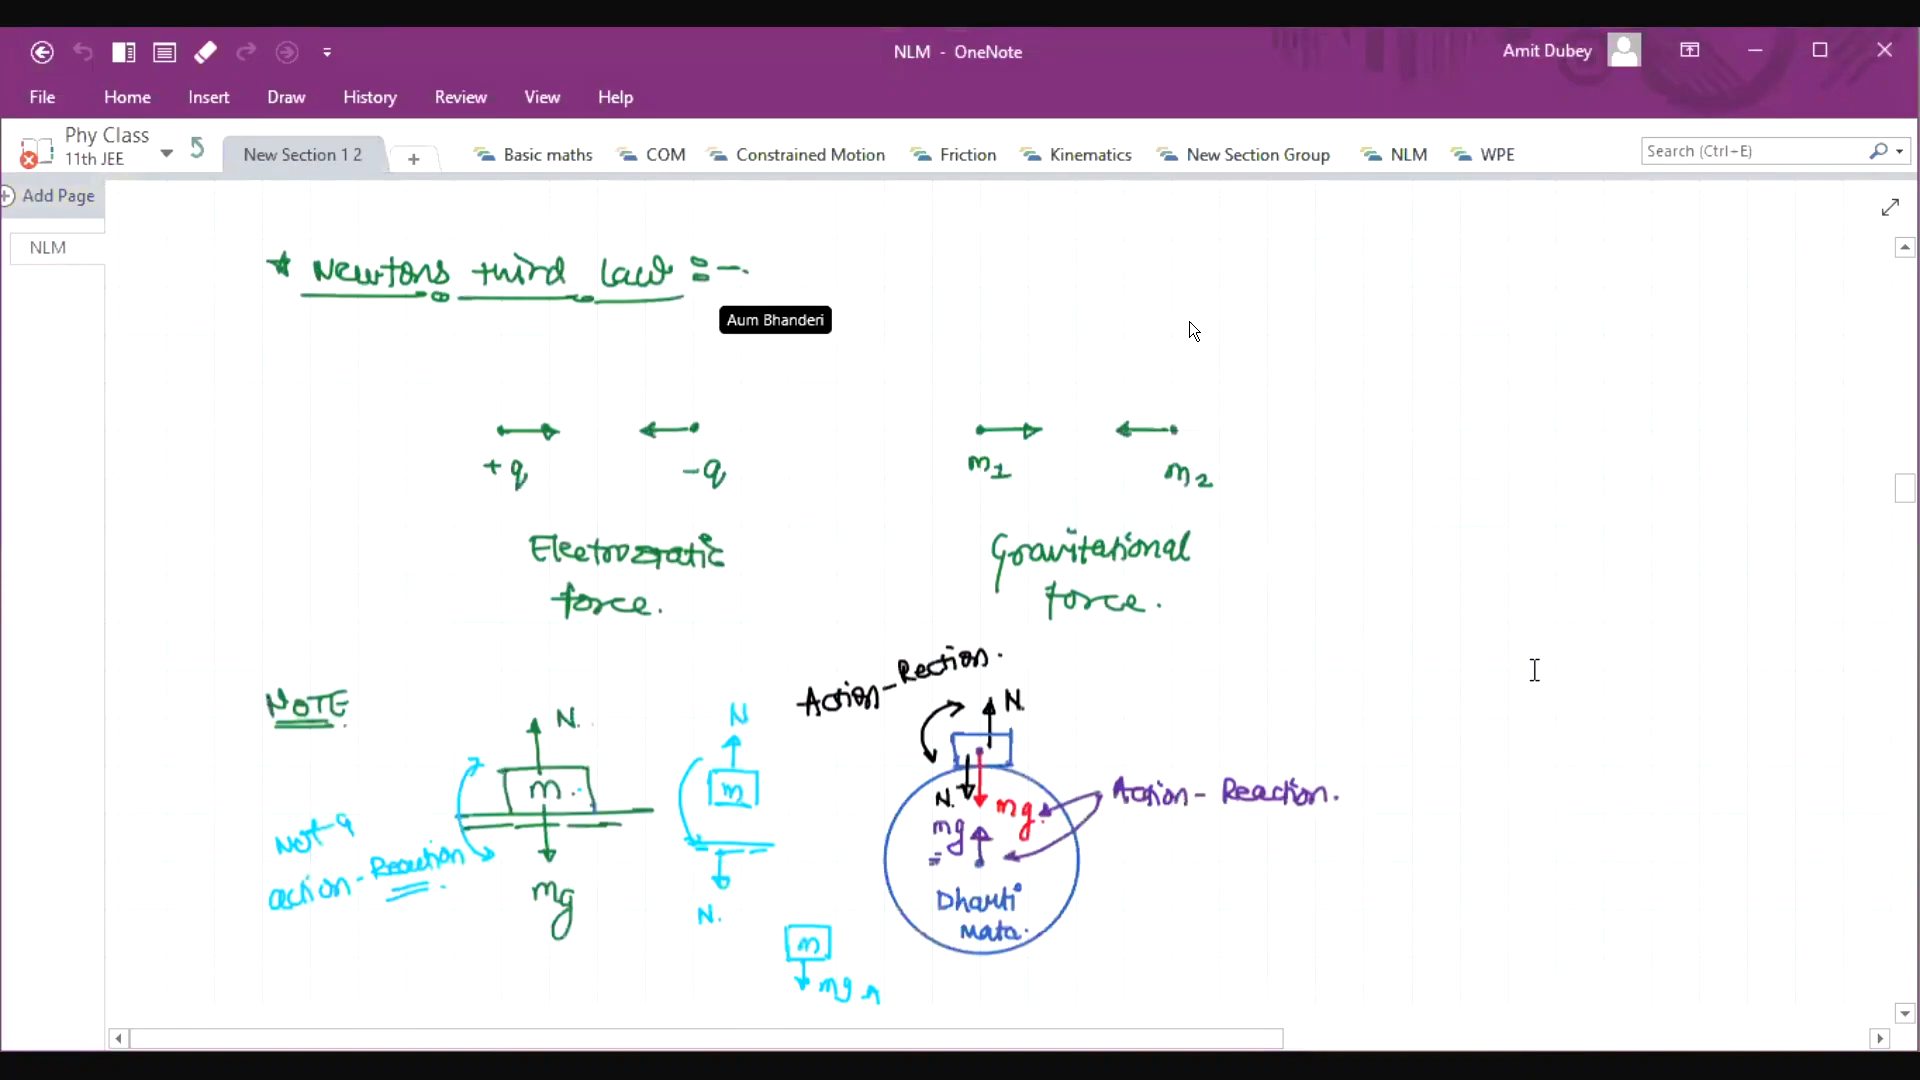 NLM - OneNote
Amit Dubey
File Home Insert Draw History Review View Help
Phy Class
11th JEE
New Section 1 2
+
Basic maths COM Constrained Motion Friction Kinematics New Section Group NLM WPE
Search (Ctrl+E)
Add Page
NLM
* Newtons third law :-
Aum Bhanderi
+q -q
m1 m2
Electrostatic
force.
Gravitational
force.
NOTE
N.
m
mg
Not a
action-Reaction.
N
m
N.
m
mg
Action-Rection.
N.
N.
mg
mg
Action-Reaction.
Dharti
Mata.